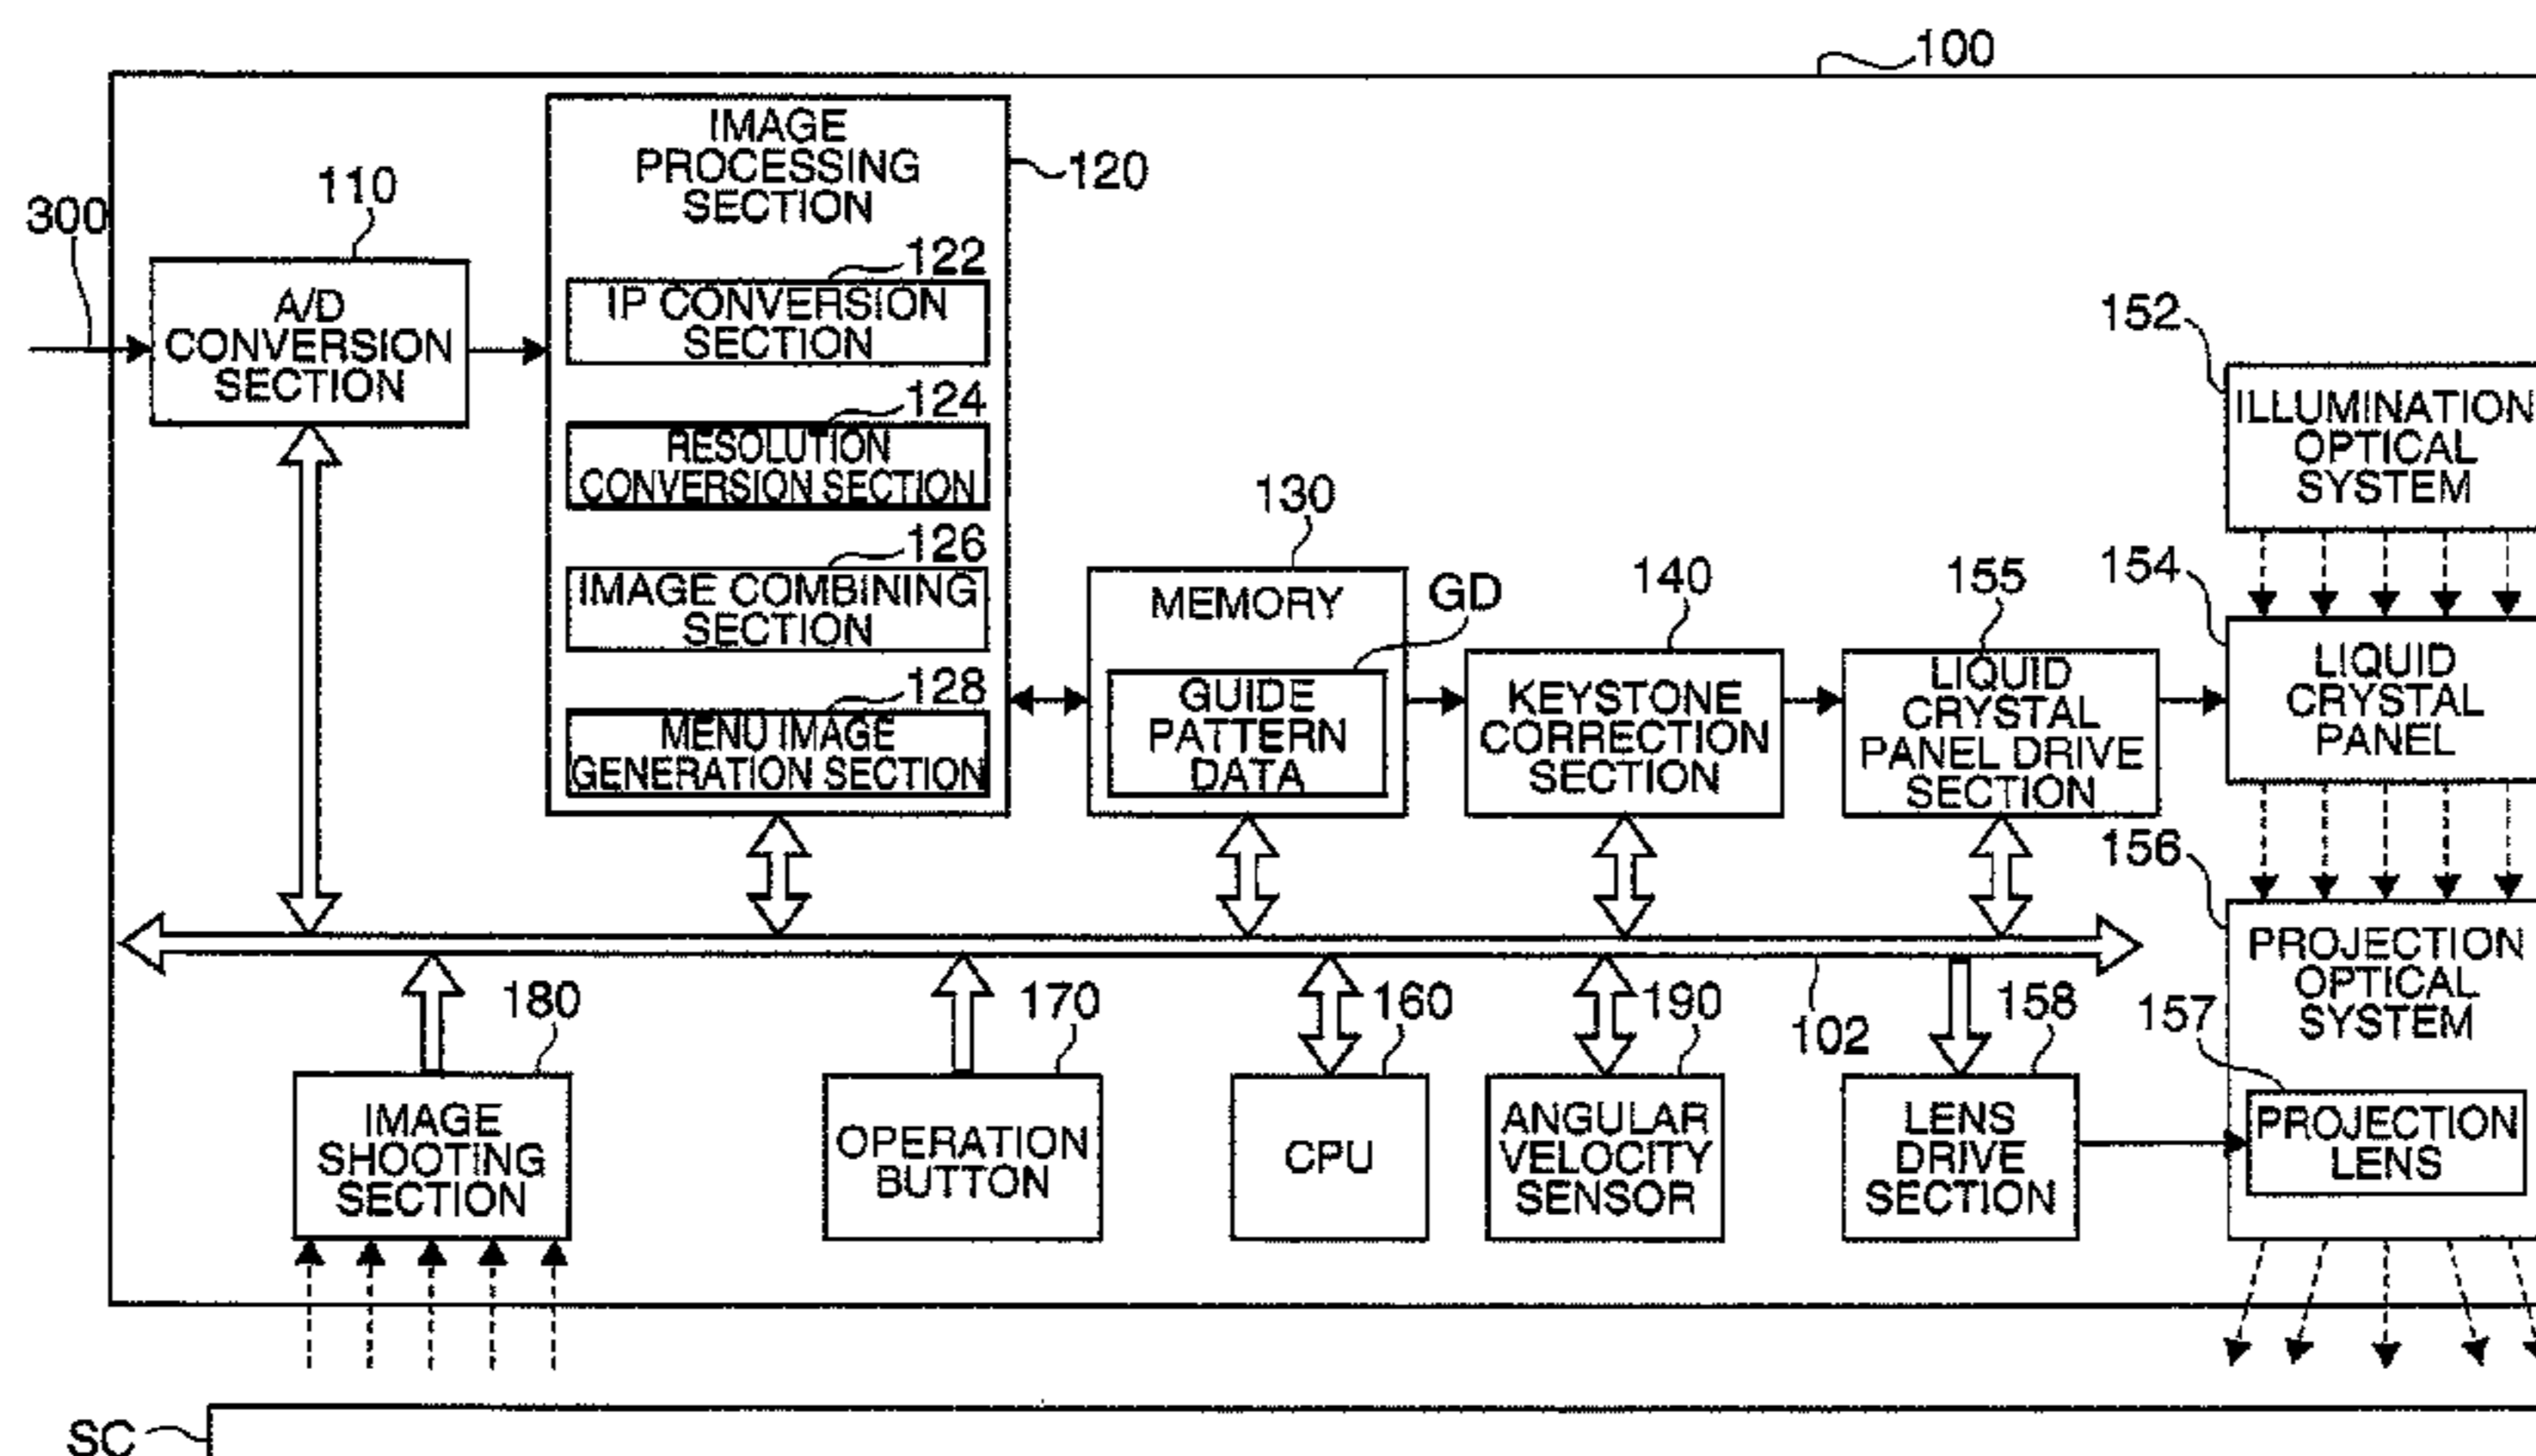 100
IMAGE
PROCESSING
SECTION
120
110
300
A/D
CONVERSION
SECTION
122
IP CONVERSION
SECTION
124
RESOLUTION
CONVERSION SECTION
126
IMAGE COMBINING
SECTION
128
MENU IMAGE
GENERATION SECTION
130
MEMORY
GD
GUIDE
PATTERN
DATA
140
KEYSTONE
CORRECTION
SECTION
155
LIQUID
CRYSTAL
PANEL DRIVE
SECTION
152
ILLUMINATION
OPTICAL
SYSTEM
154
LIQUID
CRYSTAL
PANEL
156
PROJECTION
OPTICAL
SYSTEM
157
PROJECTION
LENS
102
180
IMAGE
SHOOTING
SECTION
170
OPERATION
BUTTON
160
CPU
190
ANGULAR
VELOCITY
SENSOR
158
LENS
DRIVE
SECTION
SC